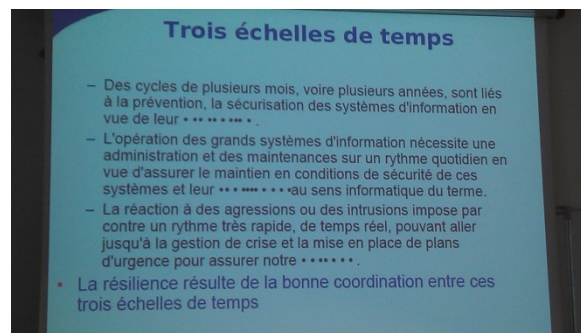 Trois échelles de temps
– Des cycles de plusieurs mois, voire plusieurs années, sont liés
à la prévention, la sécurisation des systèmes d'information en
vue de leur
– L'opération des grands systèmes d'information nécessite une
administration et des maintenances sur un rythme quotidien en
vue d'assurer le maintien en conditions de sécurité de ces
systèmes et leur au sens informatique du terme.
– La réaction à des agressions ou des intrusions impose par
contre un rythme très rapide, de temps réel, pouvant aller
jusqu'à la gestion de crise et la mise en place de plans
d'urgence pour assurer notre
• La résilience résulte de la bonne coordination entre ces
trois échelles de temps